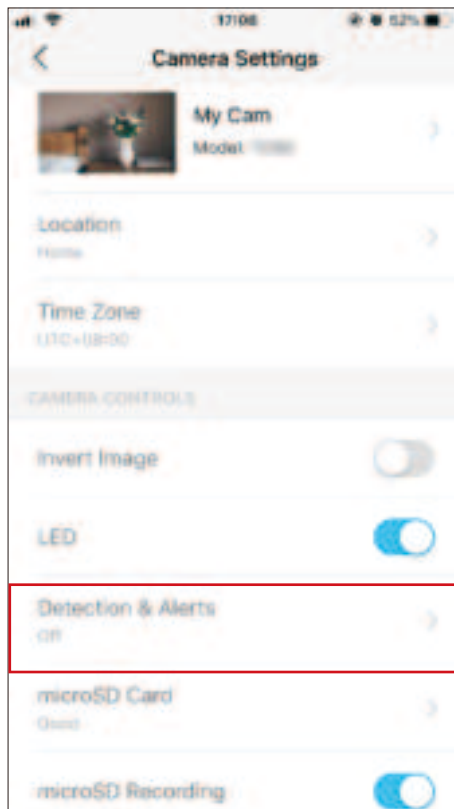 17:08 52%
Camera Settings
My Cam
Model:
Location
Home
Time Zone
UTC+08:00
CAMERA CONTROLS
Invert Image
LED
Detection & Alerts
Off
microSD Card
Good
microSD Recording